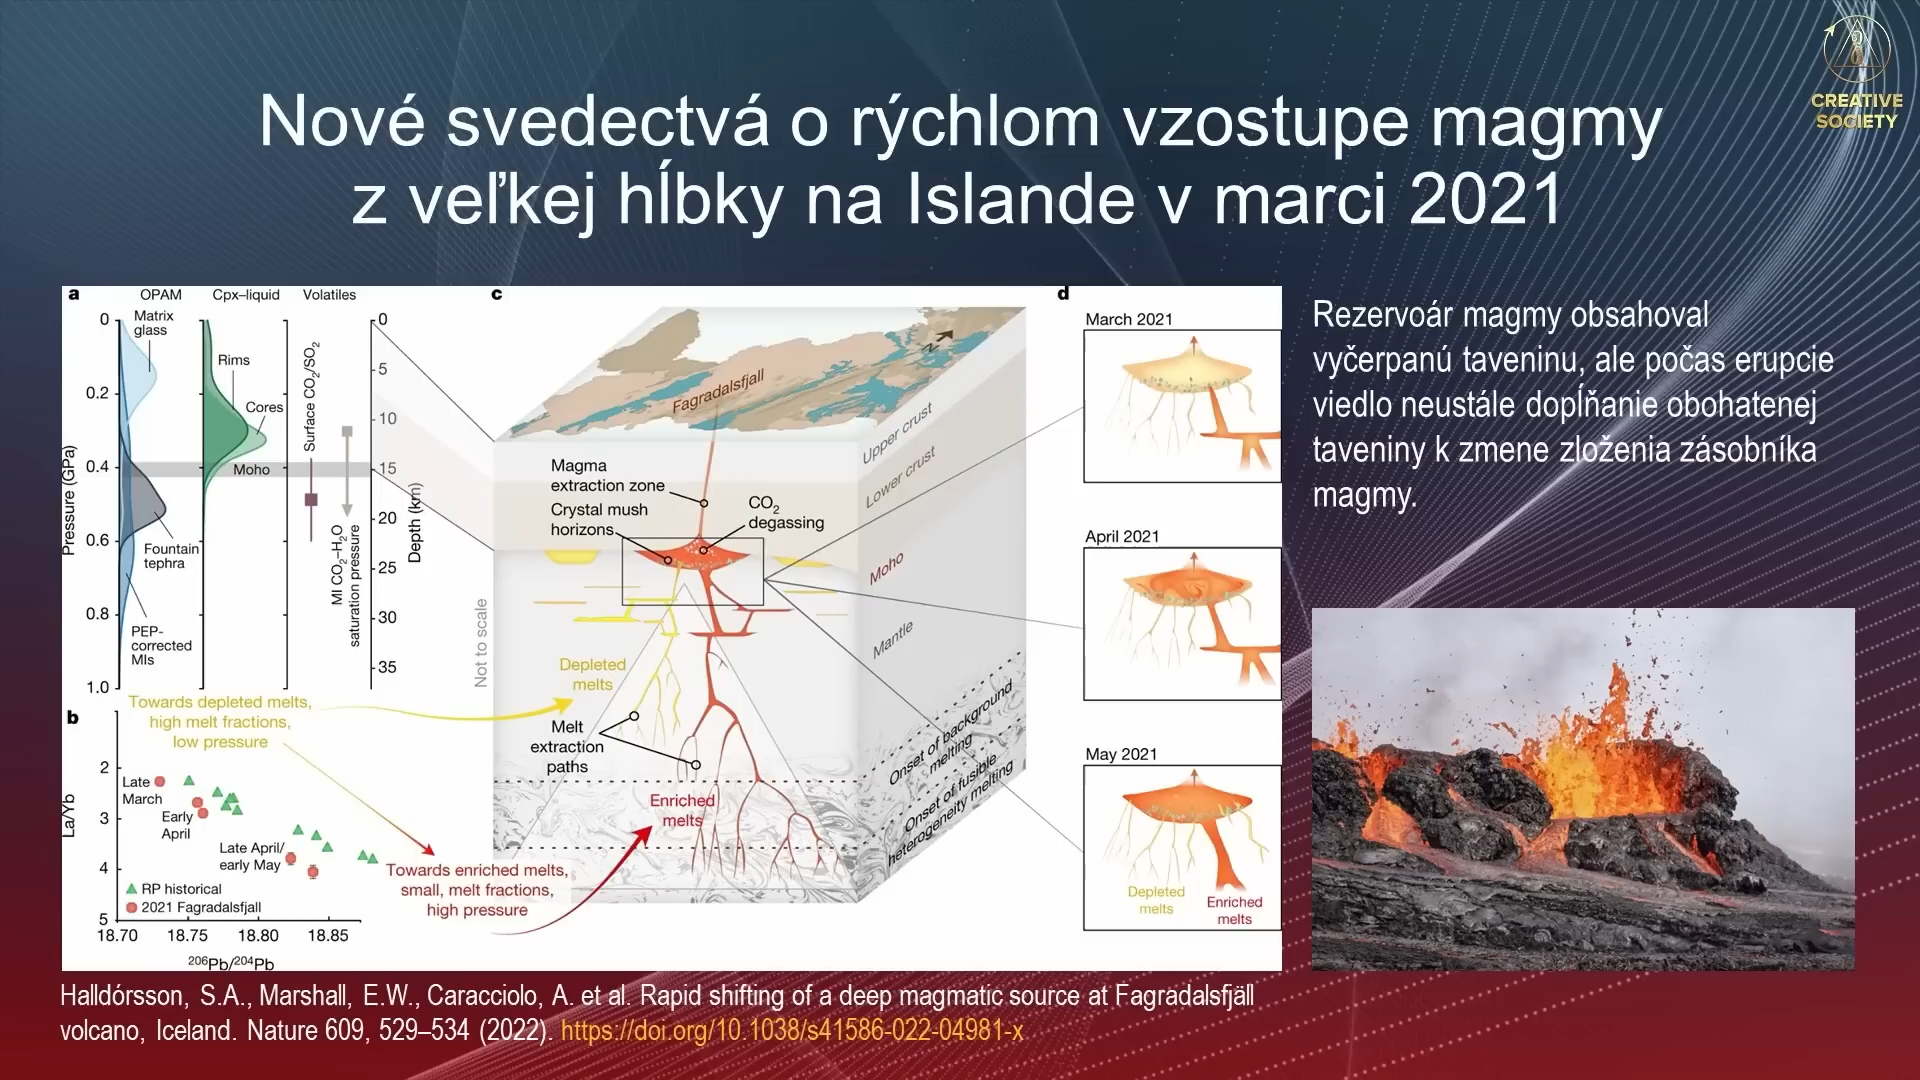 CREATIVE
SOCIETY
Nové svedectvá o rýchlom vzostupe magmy
z veľkej hĺbky na Islande v marci 2021
a
OPAM
Cpx–liquid
Volatiles
Matrix
glass
Rims
Cores
Moho
Surface CO2/SO2
MI CO2–H2O
saturation pressure
Fountain
tephra
PEP-
corrected
MIs
0
0.2
0.4
0.6
0.8
1.0
Pressure (GPa)
0
5
10
15
20
25
30
35
Depth (km)
b
Towards depleted melts,
high melt fractions,
low pressure
Late
March
Early
April
Late April/
early May
RP historical
2021 Fagradalsfjall
2
3
4
5
La/Yb
18.70
18.75
18.80
18.85
206Pb/204Pb
Towards enriched melts,
small, melt fractions,
high pressure
c
Fagradalsfjall
N
Upper crust
Lower crust
Moho
Mantle
Magma
extraction zone
Crystal mush
horizons
CO2
degassing
Not to scale
Depleted
melts
Melt
extraction
paths
Enriched
melts
Onset of background
melting
Onset of fusible
heterogeneity melting
d
March 2021
April 2021
May 2021
Depleted
melts
Enriched
melts
Rezervoár magmy obsahoval
vyčerpanú taveninu, ale počas erupcie
viedlo neustále dopĺňanie obohatenej
taveniny k zmene zloženia zásobníka
magmy.
Halldórsson, S.A., Marshall, E.W., Caracciolo, A. et al. Rapid shifting of a deep magmatic source at Fagradalsfjäll
volcano, Iceland. Nature 609, 529–534 (2022). https://doi.org/10.1038/s41586-022-04981-x